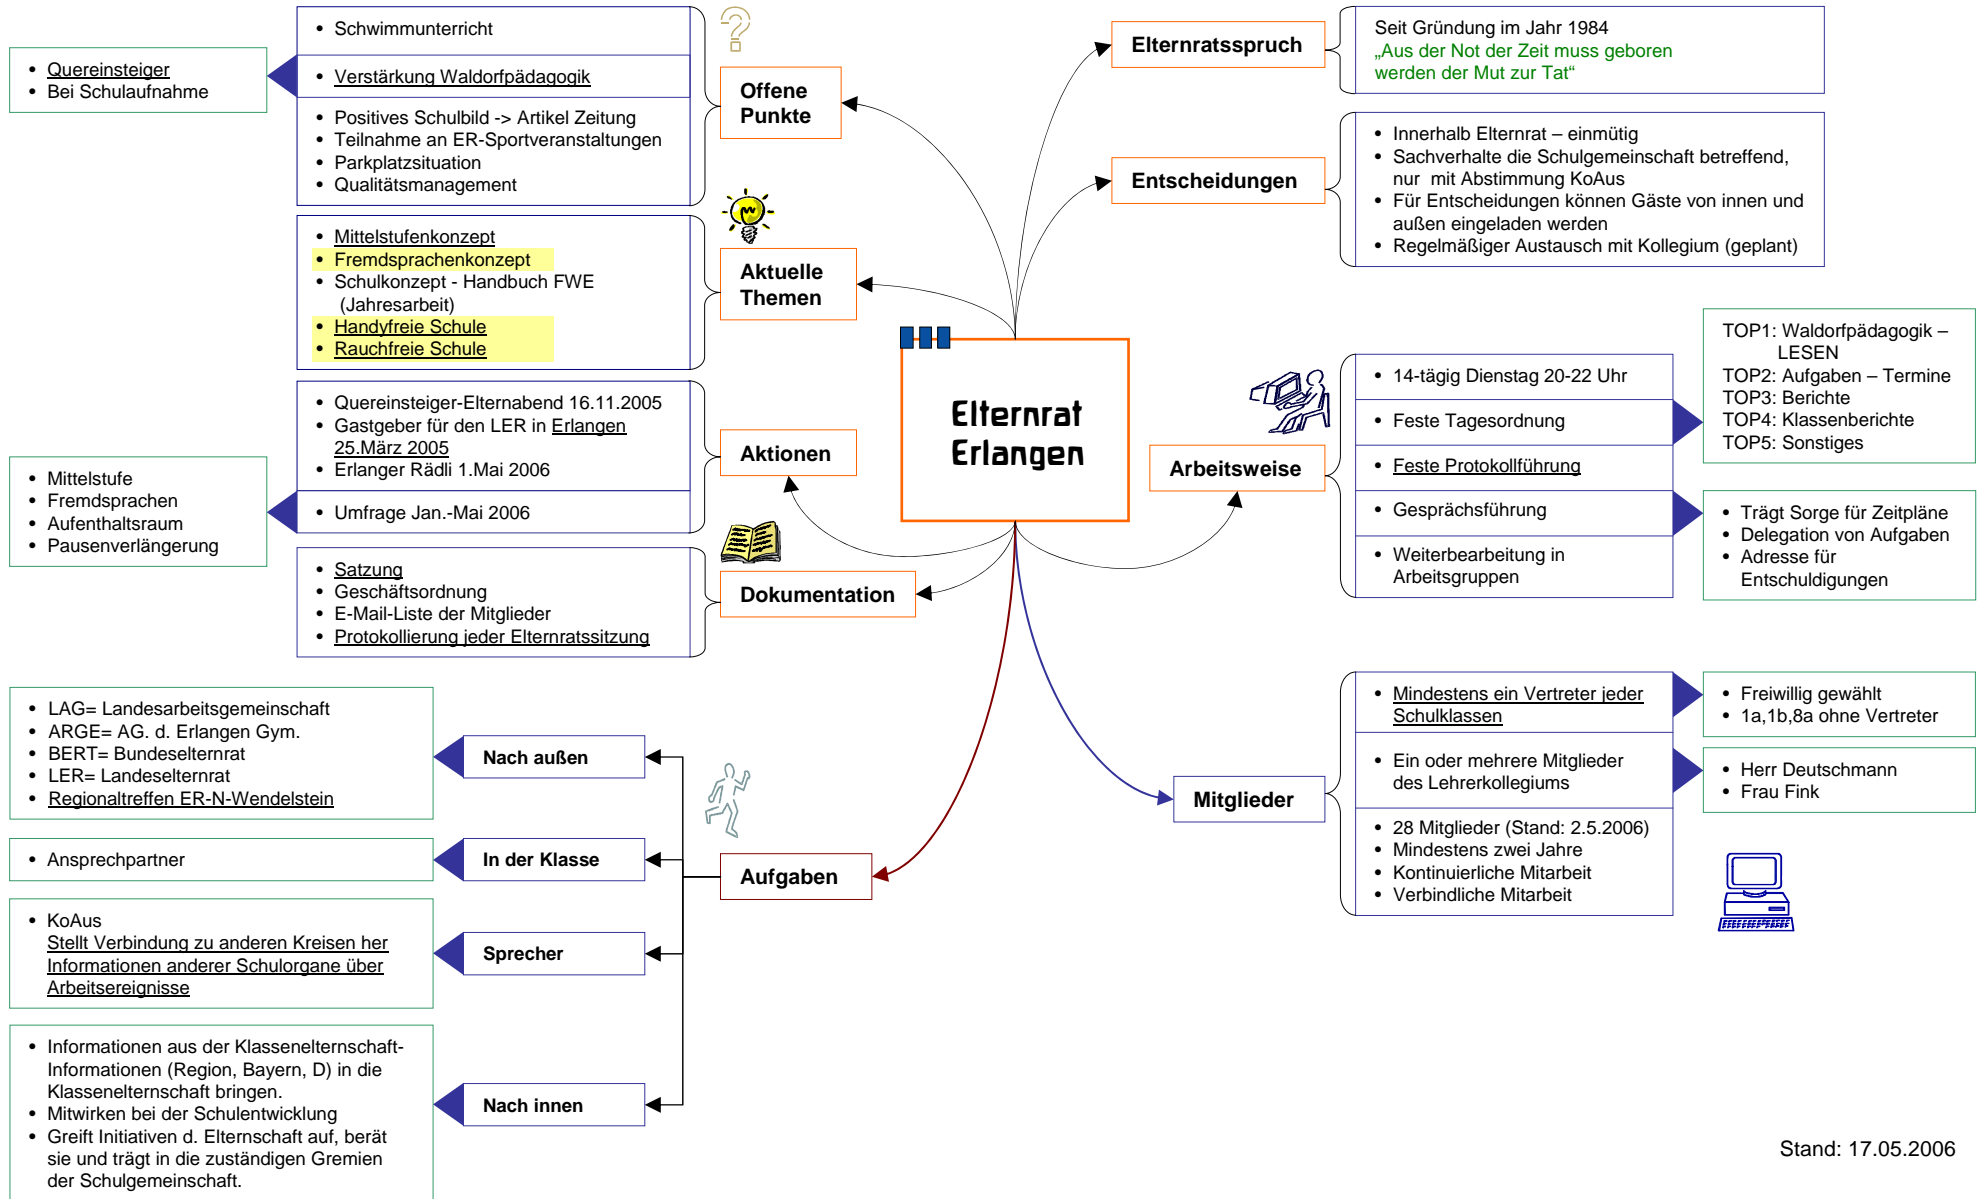 Elternrat
Erlangen
Offene
Punkte
• Schwimmunterricht
• Verstärkung Waldorfpädagogik
• Positives Schulbild -> Artikel Zeitung
• Teilnahme an ER-Sportveranstaltungen
• Parkplatzsituation
• Qualitätsmanagement
• Quereinsteiger
• Bei Schulaufnahme
Aktuelle
Themen
• Mittelstufenkonzept
• Fremdsprachenkonzept
• Schulkonzept - Handbuch FWE
(Jahresarbeit)
• Handyfreie Schule
• Rauchfreie Schule
Aktionen
• Quereinsteiger-Elternabend 16.11.2005
• Gastgeber für den LER in Erlangen
25.März 2005
• Erlanger Rädli 1.Mai 2006
• Umfrage Jan.-Mai 2006
• Mittelstufe
• Fremdsprachen
• Aufenthaltsraum
• Pausenverlängerung
Dokumentation
• Satzung
• Geschäftsordnung
• E-Mail-Liste der Mitglieder
• Protokollierung jeder Elternratssitzung
Aufgaben
Nach außen
• LAG= Landesarbeitsgemeinschaft
• ARGE= AG. d. Erlangen Gym.
• BERT= Bundeselternrat
• LER= Landeselternrat
• Regionaltreffen ER-N-Wendelstein
In der Klasse
• Ansprechpartner
Sprecher
• KoAus
Stellt Verbindung zu anderen Kreisen her
Informationen anderer Schulorgane über
Arbeitsereignisse
Nach innen
• Informationen aus der Klassenelternschaft-
Informationen (Region, Bayern, D) in die
Klassenelternschaft bringen.
• Mitwirken bei der Schulentwicklung
• Greift Initiativen d. Elternschaft auf, berät
sie und trägt in die zuständigen Gremien
der Schulgemeinschaft.
Elternratsspruch
Seit Gründung im Jahr 1984
„Aus der Not der Zeit muss geboren
werden der Mut zur Tat“
Entscheidungen
• Innerhalb Elternrat – einmütig
• Sachverhalte die Schulgemeinschaft betreffend,
nur mit Abstimmung KoAus
• Für Entscheidungen können Gäste von innen und
außen eingeladen werden
• Regelmäßiger Austausch mit Kollegium (geplant)
Arbeitsweise
• 14-tägig Dienstag 20-22 Uhr
• Feste Tagesordnung
• Feste Protokollführung
• Gesprächsführung
• Weiterbearbeitung in
Arbeitsgruppen
TOP1: Waldorfpädagogik –
LESEN
TOP2: Aufgaben – Termine
TOP3: Berichte
TOP4: Klassenberichte
TOP5: Sonstiges
• Trägt Sorge für Zeitpläne
• Delegation von Aufgaben
• Adresse für
Entschuldigungen
Mitglieder
• Mindestens ein Vertreter jeder
Schulklassen
• Ein oder mehrere Mitglieder
des Lehrerkollegiums
• 28 Mitglieder (Stand: 2.5.2006)
• Mindestens zwei Jahre
• Kontinuierliche Mitarbeit
• Verbindliche Mitarbeit
• Freiwillig gewählt
• 1a,1b,8a ohne Vertreter
• Herr Deutschmann
• Frau Fink
Stand: 17.05.2006